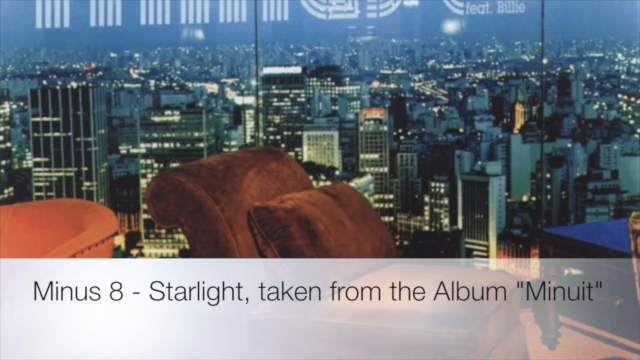 feat. Billie
Minus 8 - Starlight, taken from the Album "Minuit"